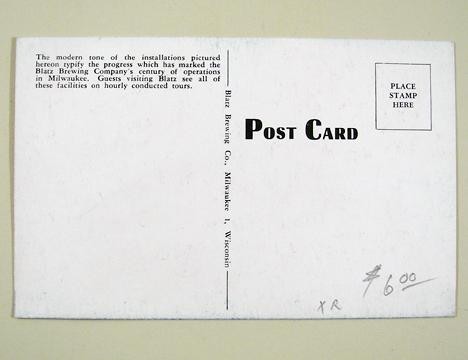 The modern tone of the installations pictured
hereon typify the progress which has marked the
Blatz Brewing Company's century of operations
in Milwaukee. Guests visiting Blatz see all of
these facilities on hourly conducted tours.
Blatz Brewing Co., Milwaukee 1, Wisconsin
POST CARD
PLACE
STAMP
HERE
$6.00
XR